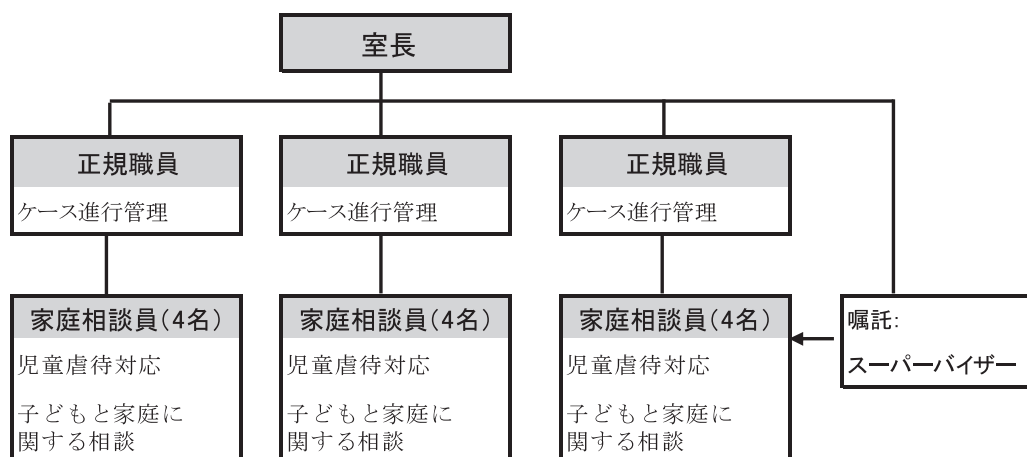 室長
正規職員
ケース進行管理
正規職員
ケース進行管理
正規職員
ケース進行管理
家庭相談員(4名)
児童虐待対応
子どもと家庭に
関する相談
家庭相談員(4名)
児童虐待対応
子どもと家庭に
関する相談
家庭相談員(4名)
児童虐待対応
子どもと家庭に
関する相談
嘱託:
スーパーバイザー